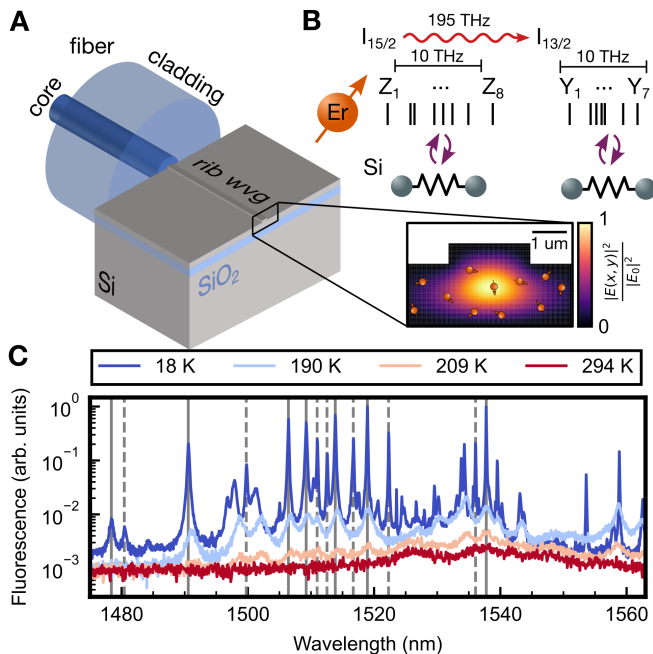 A
fiber
cladding
core
rib wvg
Si
SiO2
B
I15/2
195 THz
I13/2
10 THz
10 THz
Z1 ... Z8
Y1 ... Y7
Er
Si
1 um
1
0
|E(x, y)|²
|E0|²
C
18 K
190 K
209 K
294 K
Fluorescence (arb. units)
10⁰
10⁻¹
10⁻²
10⁻³
1480
1500
1520
1540
1560
Wavelength (nm)